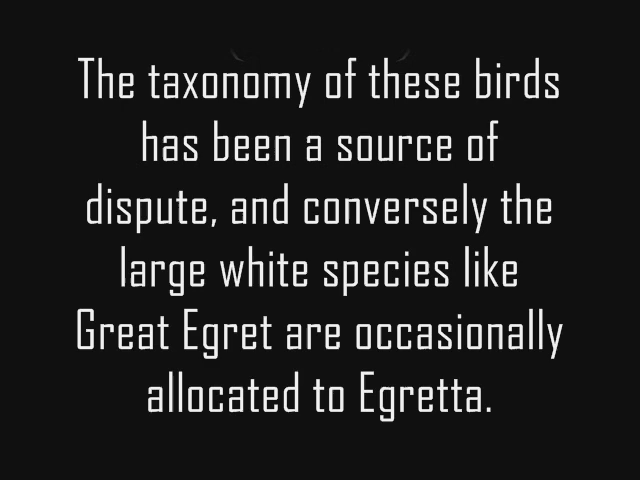 The taxonomy of these birds
has been a source of
dispute, and conversely the
large white species like
Great Egret are occasionally
allocated to Egretta.